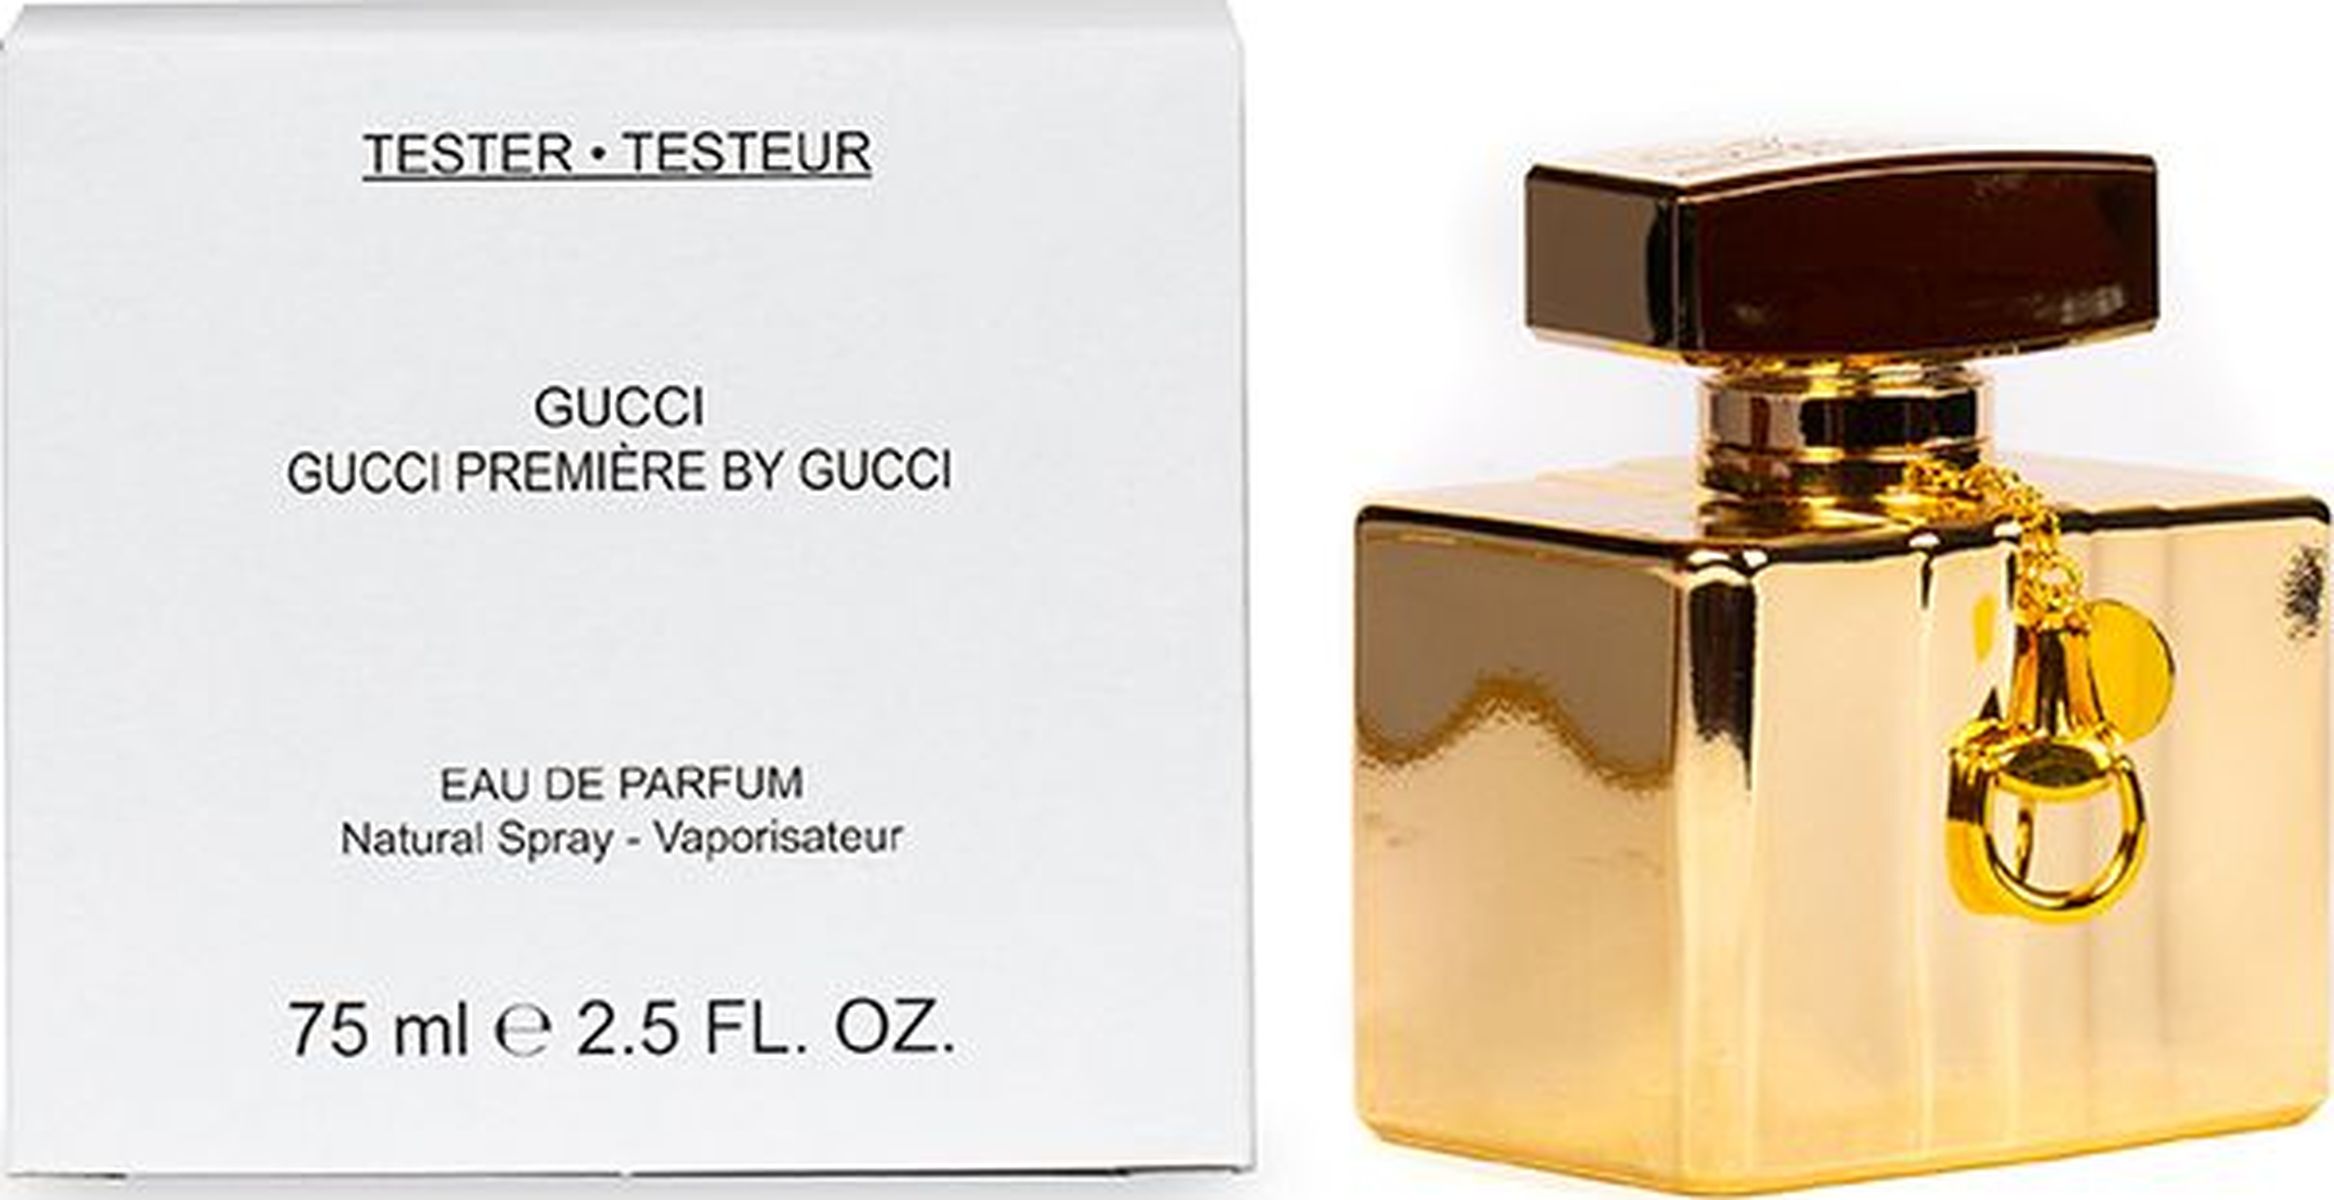 TESTER • TESTEUR
GUCCI
GUCCI PREMIÈRE BY GUCCI
EAU DE PARFUM
Natural Spray - Vaporisateur
75 ml ℮ 2.5 FL. OZ.